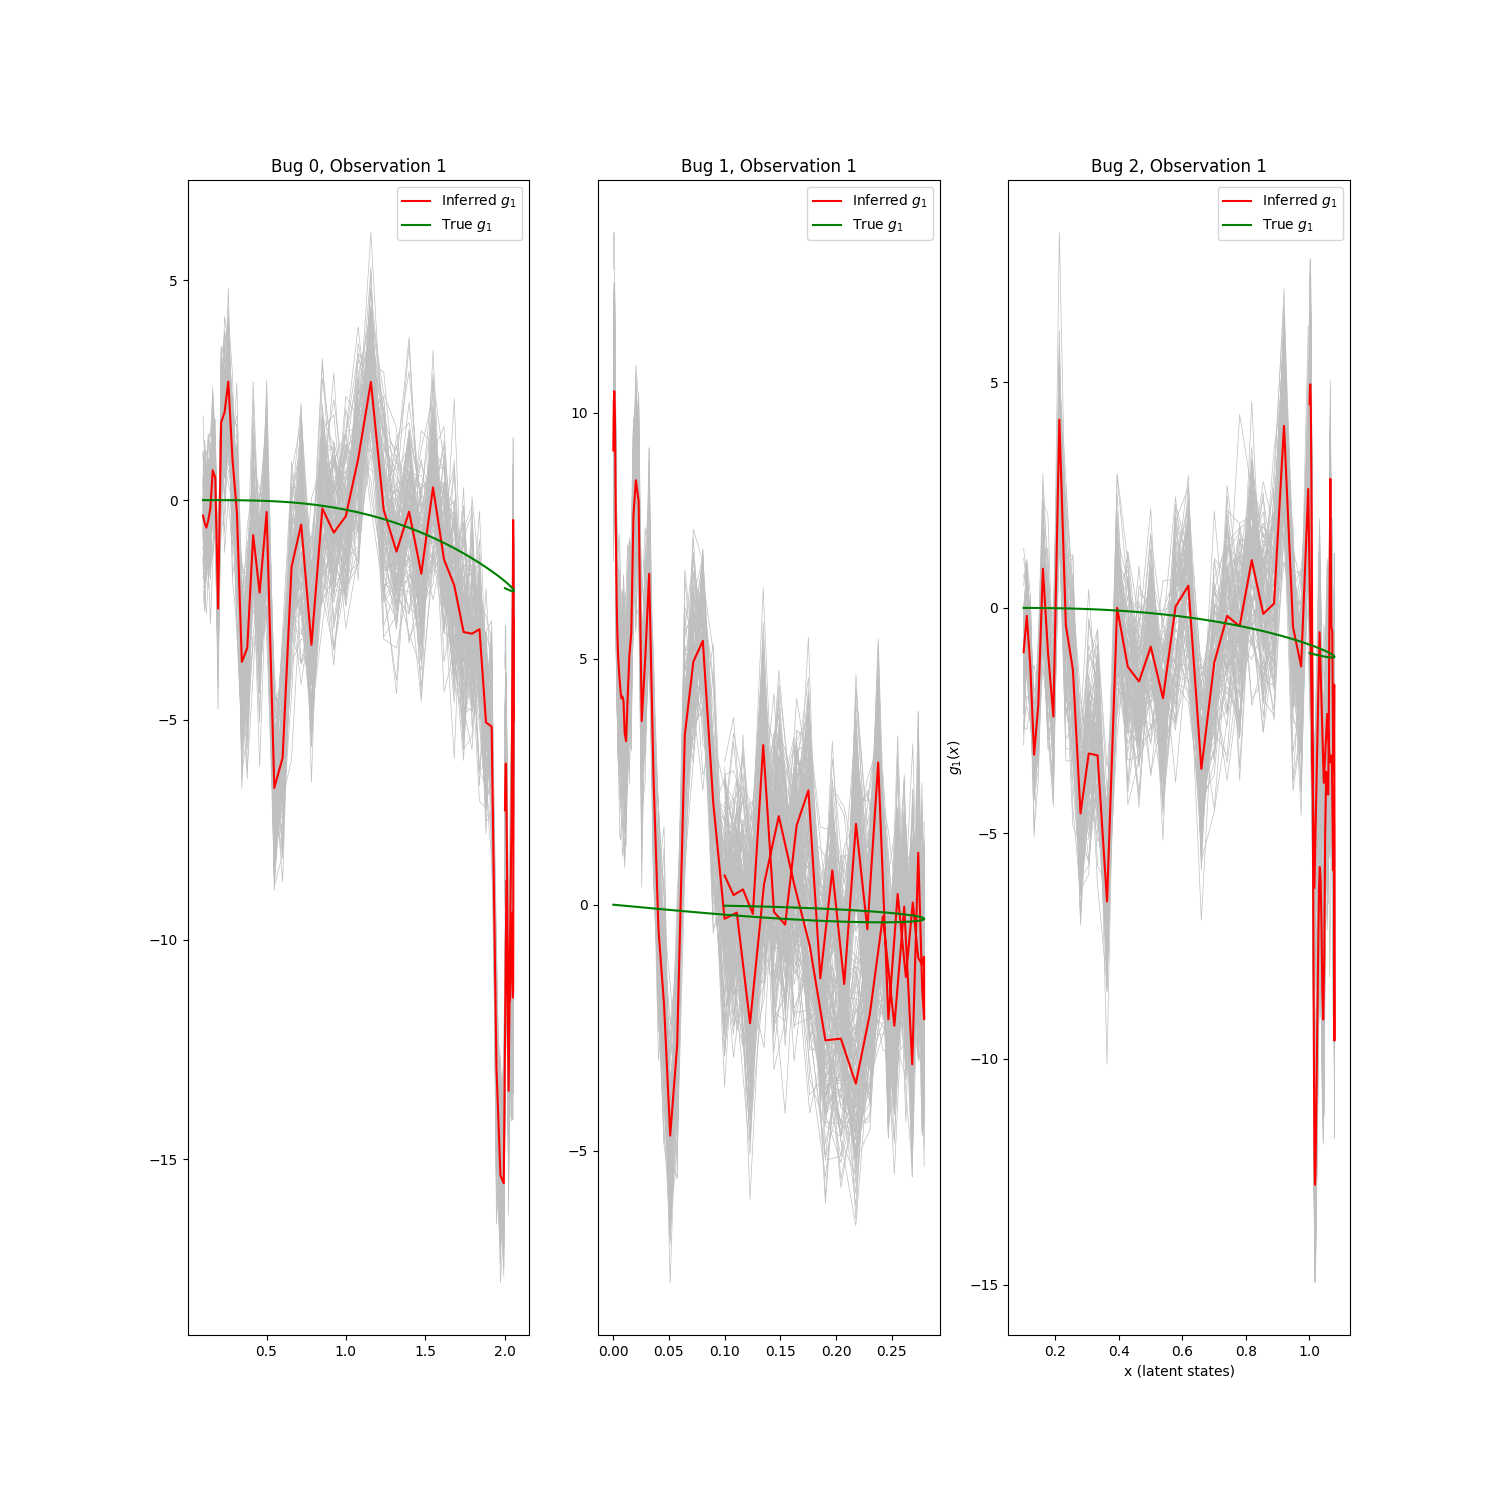 Bug 0, Observation 1
Inferred g₁
True g₁
5
0
−5
−10
−15
0.5 1.0 1.5 2.0
Bug 1, Observation 1
Inferred g₁
True g₁
10
5
0
−5
0.00 0.05 0.10 0.15 0.20 0.25
Bug 2, Observation 1
Inferred g₁
True g₁
g₁(x)
5
0
−5
−10
−15
0.2 0.4 0.6 0.8 1.0
x (latent states)